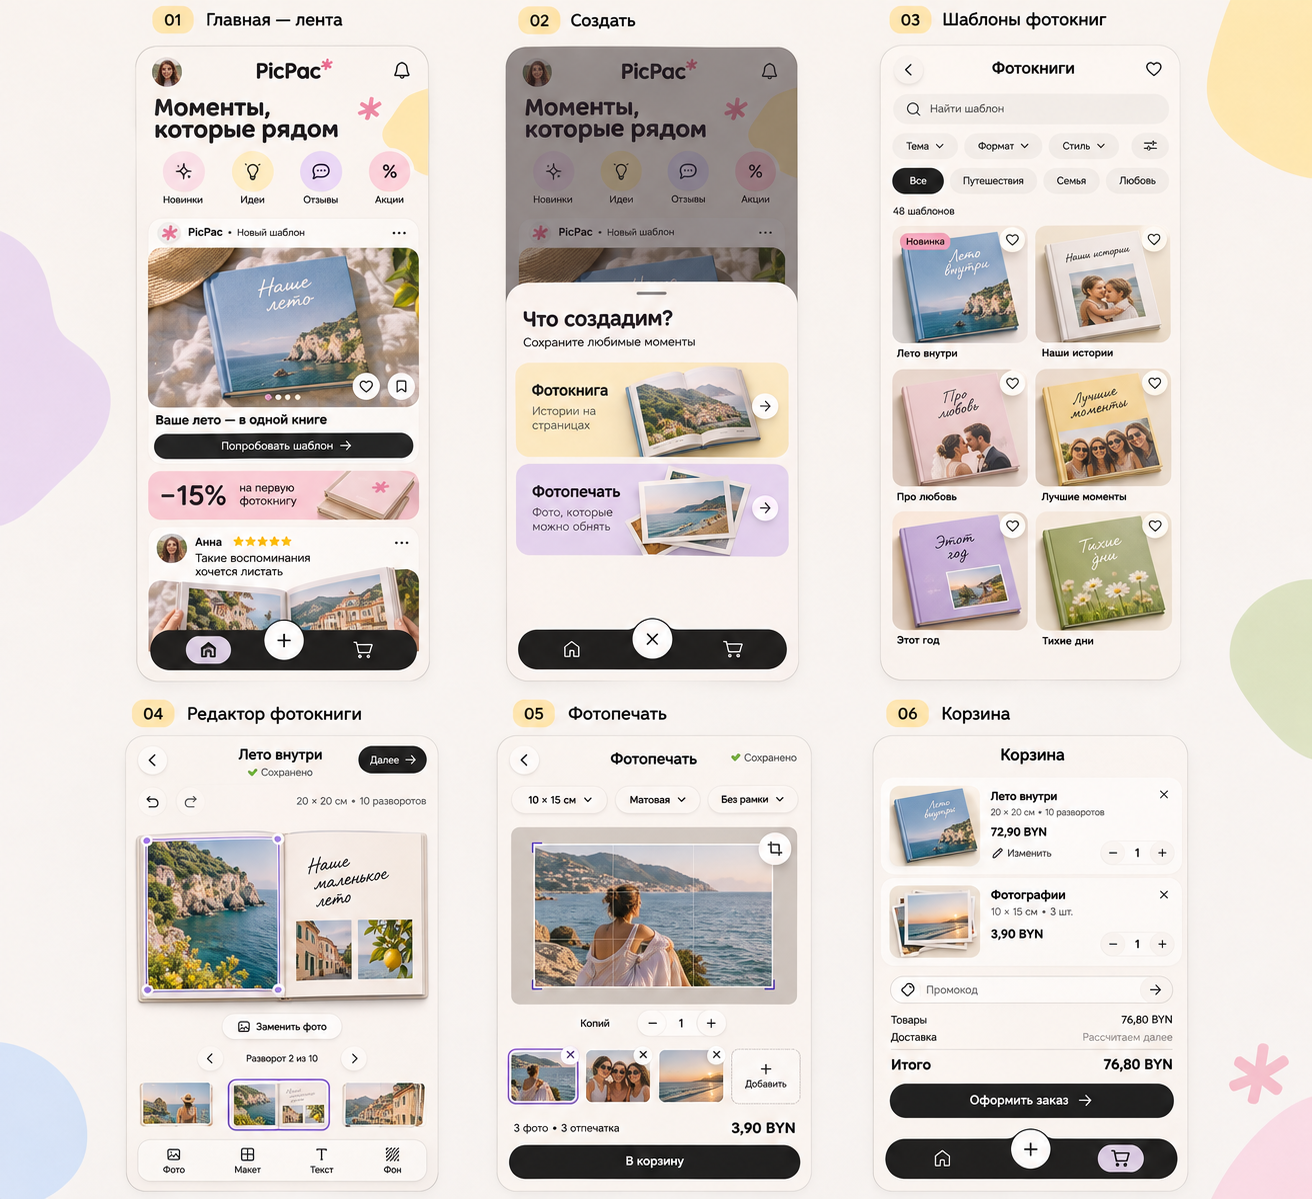 01 Главная — лента
PicPac*
Моменты,
которые рядом
Новинки
Идеи
Отзывы
%
Акции
PicPac • Новый шаблон
Наше
лето
Ваше лето — в одной книге
Попробовать шаблон →
−15%
на первую
фотокнигу
Анна
Такие воспоминания
хочется листать
+
02 Создать
PicPac*
Моменты,
которые рядом
Новинки
Идеи
Отзывы
%
Акции
PicPac • Новый шаблон
Что создадим?
Сохраните любимые моменты
Фотокнига
Истории на
страницах
Фотопечать
Фото, которые
можно обнять
03 Шаблоны фотокниг
Фотокниги
Найти шаблон
Тема
Формат
Стиль
Все
Путешествия
Семья
Любовь
48 шаблонов
Новинка
Лето
внутри
Лето внутри
Наши истории
Наши истории
Про
любовь
Про любовь
Лучшие
моменты
Лучшие моменты
Этот
год
Этот год
Тихие
дни
Тихие дни
04 Редактор фотокниги
Лето внутри
Сохранено
Далее →
20 × 20 см • 10 разворотов
Наше
маленькое
лето
Заменить фото
Разворот 2 из 10
Фото
Макет
Текст
Фон
05 Фотопечать
Фотопечать
Сохранено
10 × 15 см
Матовая
Без рамки
Копий
− 1 +
+
Добавить
3 фото • 3 отпечатка
3,90 BYN
В корзину
06 Корзина
Корзина
Лето
внутри
Лето внутри
20 × 20 см • 10 разворотов
72,90 BYN
Изменить
− 1 +
Фотографии
10 × 15 см • 3 шт.
3,90 BYN
− 1 +
Промокод
Товары 76,80 BYN
Доставка Рассчитаем далее
Итого 76,80 BYN
Оформить заказ →
+